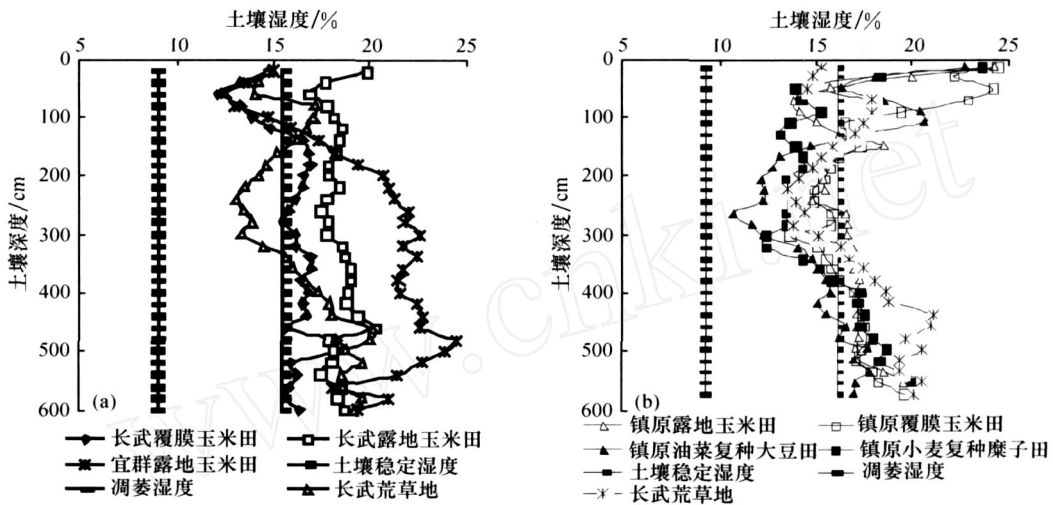 土壤湿度/%
5 10 15 20 25
0
100
200
300
400
500
600
土壤深度/cm
(a)
长武覆膜玉米田 长武露地玉米田
宜群露地玉米田 土壤稳定湿度
凋萎湿度 长武荒草地
土壤湿度/%
5 10 15 20 25
0
100
200
300
400
500
600
土壤深度/cm
(b)
镇原露地玉米田 镇原覆膜玉米田
镇原油菜复种大豆田 镇原小麦复种糜子田
土壤稳定湿度 凋萎湿度
长武荒草地
www.cnki.net